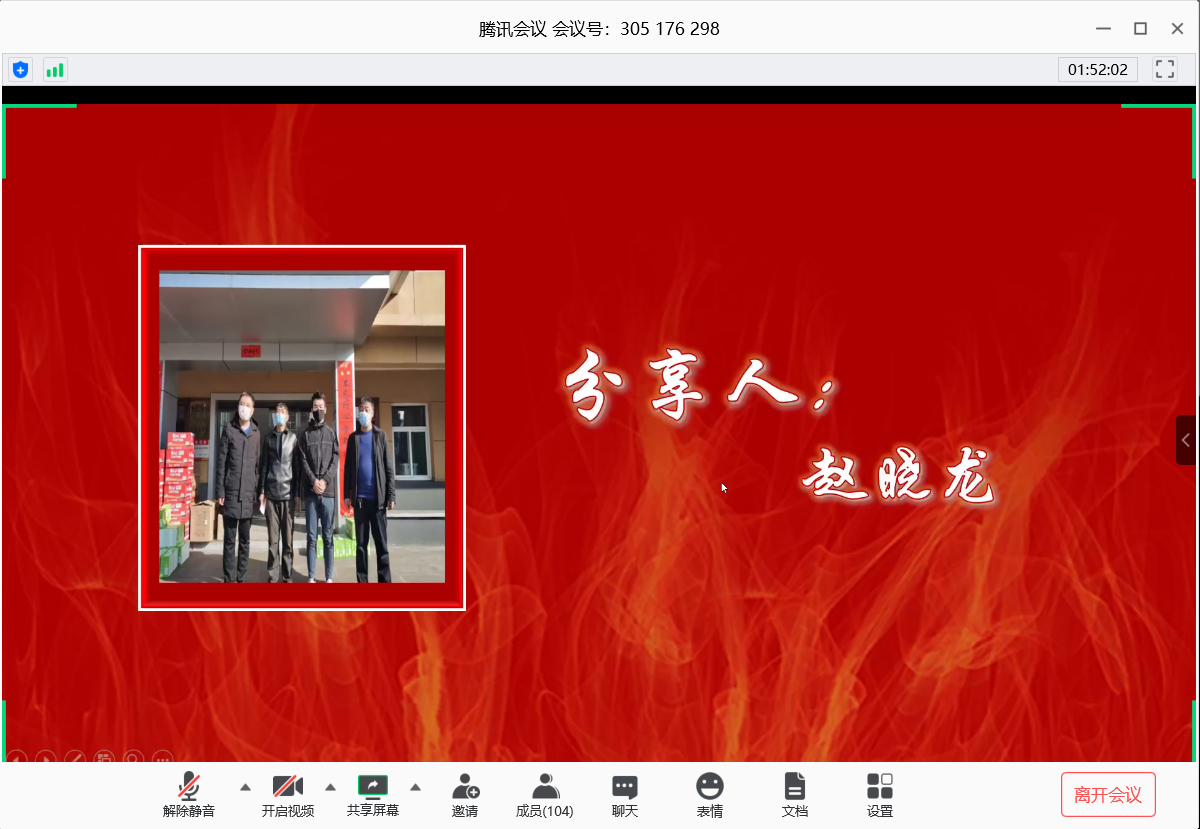 腾讯会议 会议号：305 176 298
01:52:02
分享人：
赵晓龙
解除静音
开启视频
共享屏幕
邀请
成员(104)
聊天
表情
文档
设置
离开会议